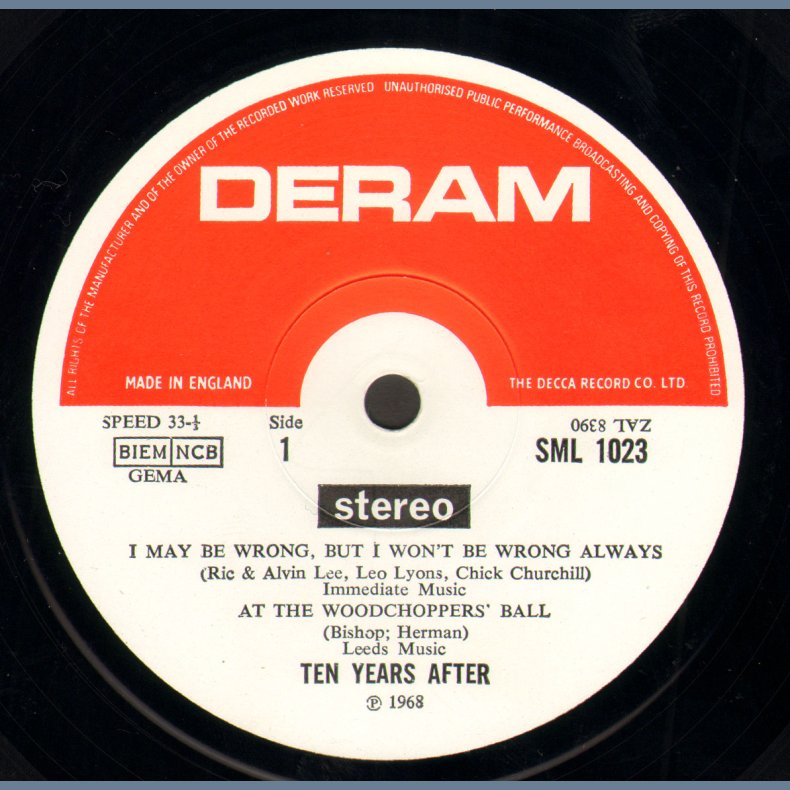 ALL RIGHTS OF THE MANUFACTURER AND OF THE OWNER OF THE RECORDED WORK RESERVED UNAUTHORISED PUBLIC PERFORMANCE BROADCASTING AND COPYING OF THIS RECORD PROHIBITED
DERAM
MADE IN ENGLAND
THE DECCA RECORD CO. LTD.
SPEED 33-⅓
Side
ZAL 8390
BIEM NCB
1
SML 1023
GEMA
stereo
I MAY BE WRONG, BUT I WON'T BE WRONG ALWAYS
(Ric & Alvin Lee, Leo Lyons, Chick Churchill)
Immediate Music
AT THE WOODCHOPPERS' BALL
(Bishop; Herman)
Leeds Music
TEN YEARS AFTER
℗ 1968